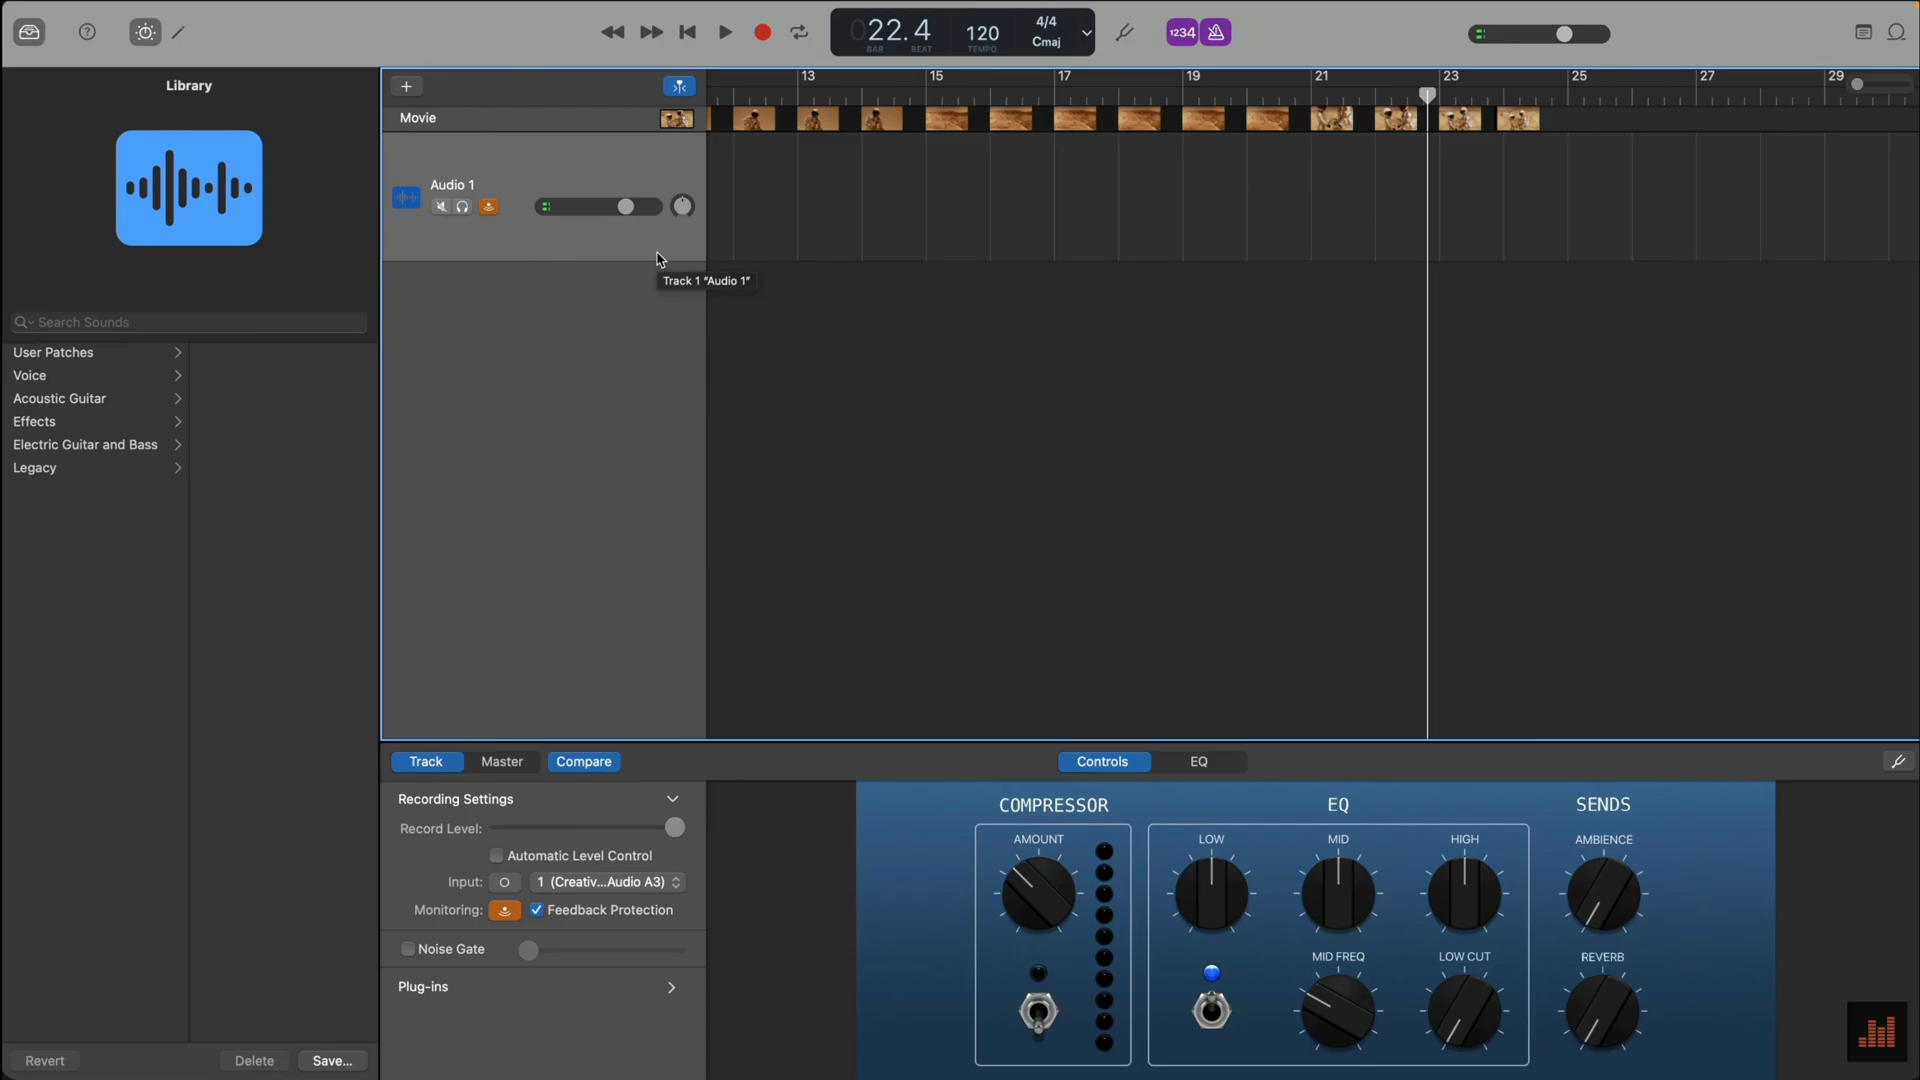 022.4
BAR
BEAT
120
TEMPO
4/4
Cmaj
1234
Library
Search Sounds
User Patches
Voice
Acoustic Guitar
Effects
Electric Guitar and Bass
Legacy
Revert
Delete
Save...
13
15
17
19
21
23
25
27
29
Movie
Audio 1
Track 1 “Audio 1”
Track
Master
Compare
Controls
EQ
Recording Settings
Record Level:
Automatic Level Control
Input:
1 (Creativ...Audio A3)
Monitoring:
Feedback Protection
Noise Gate
Plug-ins
COMPRESSOR
AMOUNT
EQ
LOW
MID
HIGH
MID FREQ
LOW CUT
SENDS
AMBIENCE
REVERB